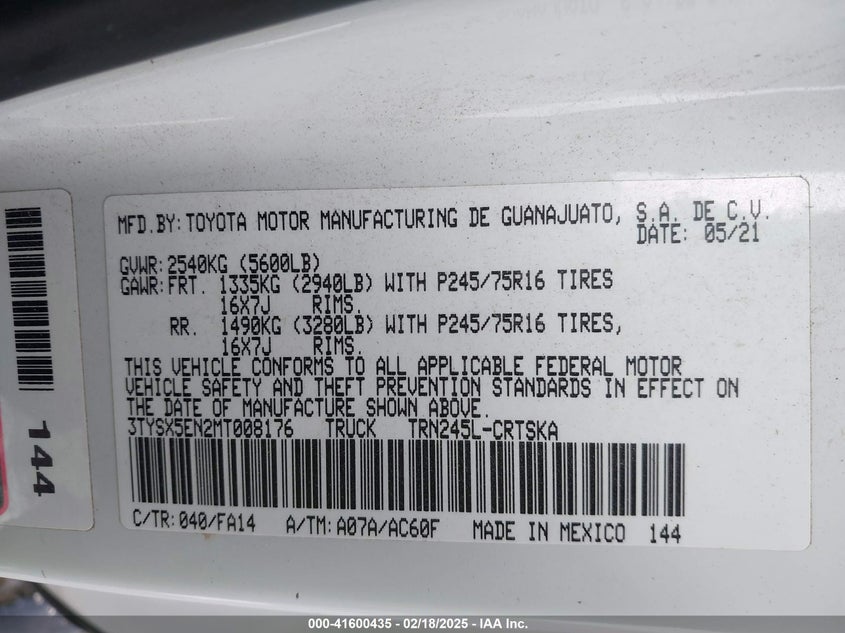 MFD.BY:TOYOTA MOTOR MANUFACTURING DE GUANAJUATO, S.A. DE C.V.
DATE: 05/21
GVWR:2540KG (5600LB)
GAWR:FRT. 1335KG (2940LB) WITH P245/75R16 TIRES
16X7J RIMS.
RR. 1490KG (3280LB) WITH P245/75R16 TIRES,
16X7J RIMS.
THIS VEHICLE CONFORMS TO ALL APPLICABLE FEDERAL MOTOR
VEHICLE SAFETY AND THEFT PREVENTION STANDARDS IN EFFECT ON
THE DATE OF MANUFACTURE SHOWN ABOVE.
3TYSX5EN2MT008176 TRUCK TRN245L-CRTSKA
C/TR:040/FA14 A/TM:A07A/AC60F MADE IN MEXICO 144
144
000-41600435 - 02/18/2025 - IAA Inc.